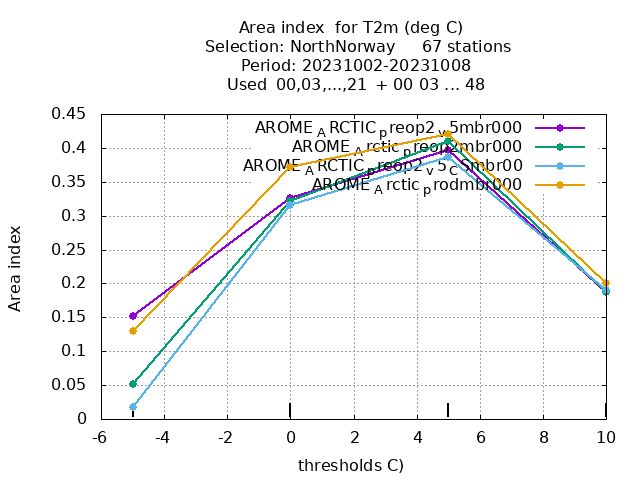 Area index  for T2m (deg C)
Selection: NorthNorway     67 stations
Period: 20231002-20231008
Used  00,03,...,21  + 00 03 ... 48
AROME_ARCTIC_preop2_v5mbr000
AROME_Arctic_preop2mbr000
AROME_ARCTIC_preop2_v5_CSmbr00
AROME_Arctic_prodmbr000
0.45
0.4
0.35
0.3
0.25
0.2
0.15
0.1
0.05
0
Area index
-6 -4 -2 0 2 4 6 8 10
thresholds C)